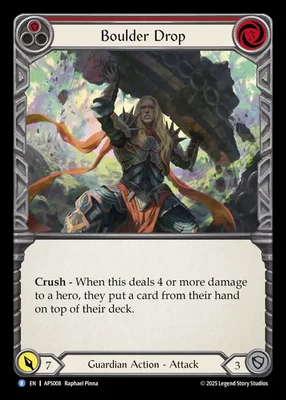 3 Boulder Drop
Crush - When this deals 4 or more damage
to a hero, they put a card from their hand
on top of their deck.
7 Guardian Action - Attack 3
R EN APS008 Raphael Pinna © 2025 Legend Story Studios